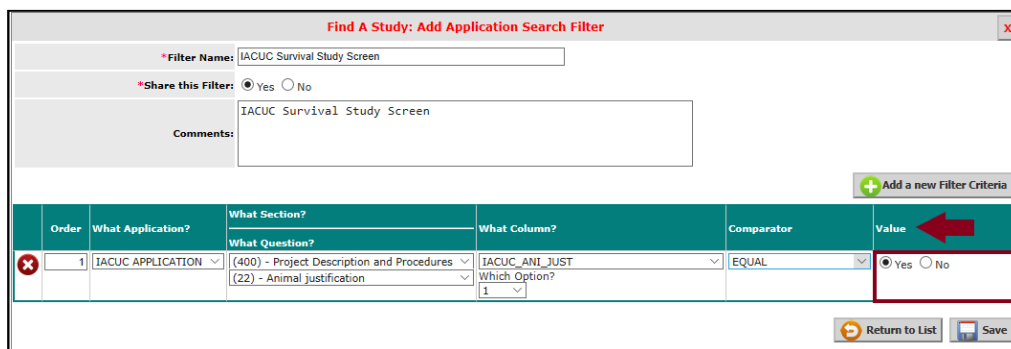 Find A Study: Add Application Search Filter
X
*Filter Name: IACUC Survival Study Screen
*Share this Filter: Yes No
Comments: IACUC Survival Study Screen
Add a new Filter Criteria
Order What Application? What Section? What Question? What Column? Comparator Value
1 IACUC APPLICATION (400) - Project Description and Procedures IACUC_ANI_JUST EQUAL Yes No
(22) - Animal justification Which Option?
1
Return to List Save